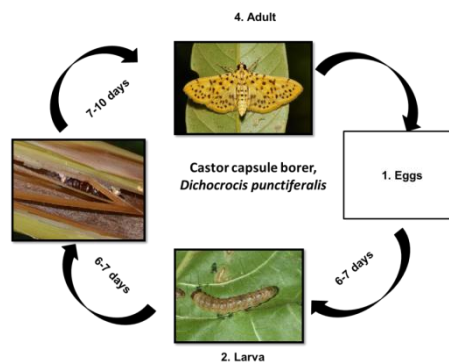 4. Adult
7-10 days
Castor capsule borer,
Dichocrocis punctiferalis
1. Eggs
6-7 days
6-7 days
2. Larva